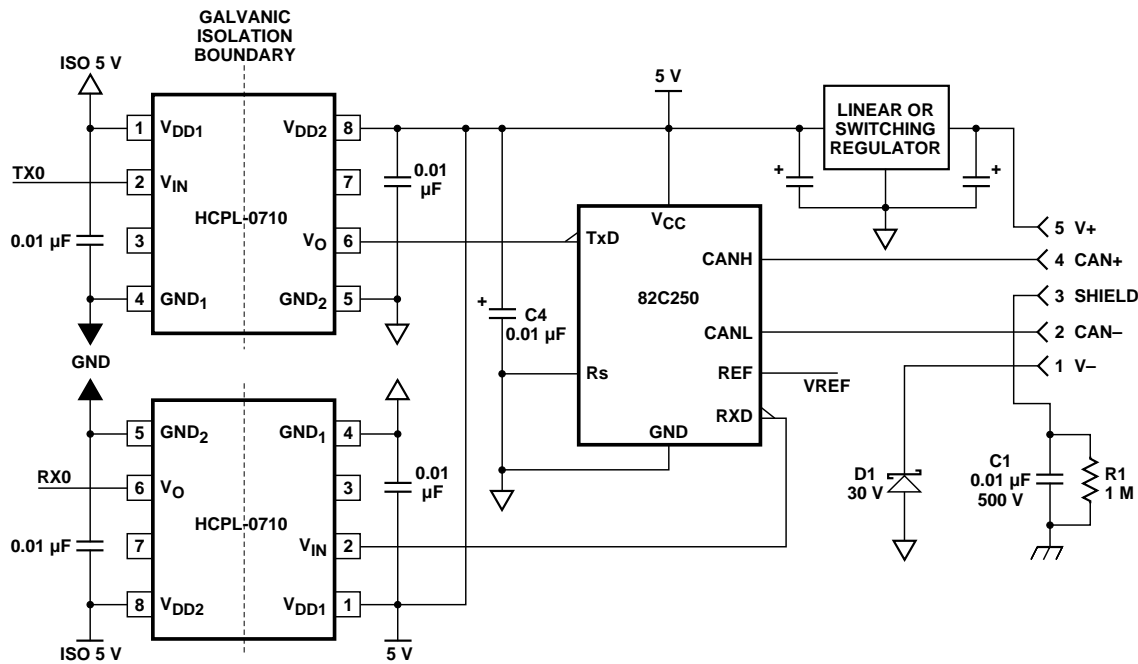 GALVANIC
ISOLATION
BOUNDARY
ISO 5 V
1 VDD1
VDD2 8
TX0
2 VIN
7
HCPL-0710
3
VO 6
4 GND1
GND2 5
0.01 µF
0.01
µF
GND
5 V
LINEAR OR
SWITCHING
REGULATOR
+
+
+
C4
0.01 µF
VCC
TxD
CANH
82C250
CANL
Rs
REF
VREF
RXD
GND
5 V+
4 CAN+
3 SHIELD
2 CAN–
1 V–
D1
30 V
C1
0.01 µF
500 V
R1
1 M
5 GND2
GND1 4
RX0
6 VO
3
HCPL-0710
7
VIN 2
8 VDD2
VDD1 1
0.01 µF
0.01
µF
ISO 5 V
5 V